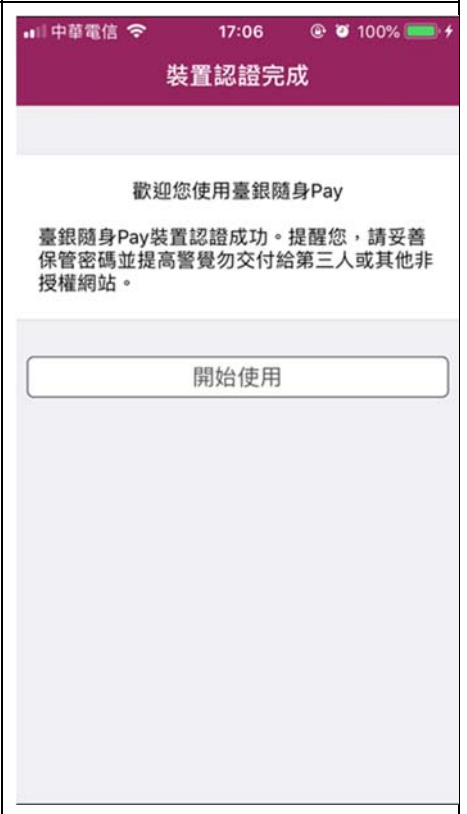 中華電信 17:06 100%
裝置認證完成
歡迎您使用臺銀隨身Pay
臺銀隨身Pay裝置認證成功。提醒您，請妥善
保管密碼並提高警覺勿交付給第三人或其他非
授權網站。
開始使用